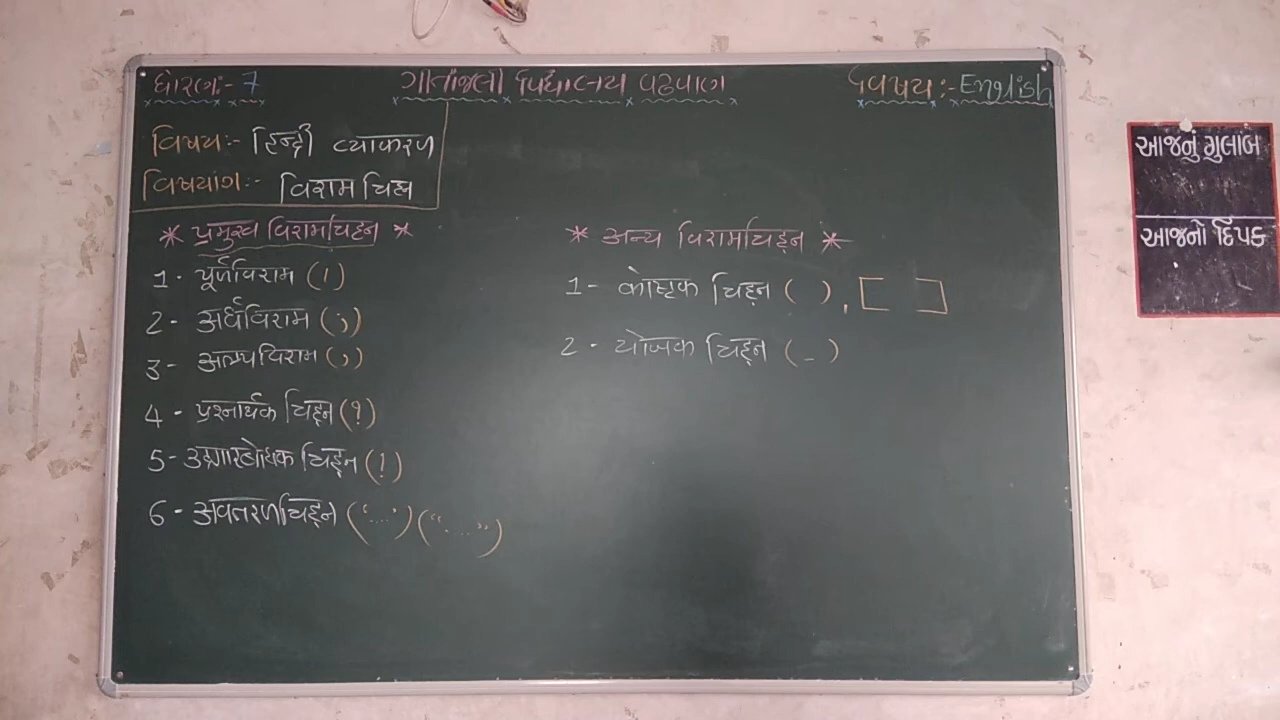 ધોરણ:- 7
ગીતાંજલી વિદ્યાલય વઢવાણ
વિષય:- English
विषय:- हिन्दी व्याकरण
विषयांग:- विराम चिह्न
* प्रमुख विरामचिह्न *
1. पूर्णविराम (।)
2- अर्धविराम (;)
3- अल्पविराम (,)
4- प्रश्नार्थक चिह्न (?)
5- उद्गारबोधक चिह्न (!)
6- अवतरणचिह्न ('...') ("....")
* अन्य विरामचिह्न *
1- कोष्टक चिह्न ( ) , [ ]
2- योजक चिह्न ( - )
આજનું ગુલાબ
આજનો દિપક